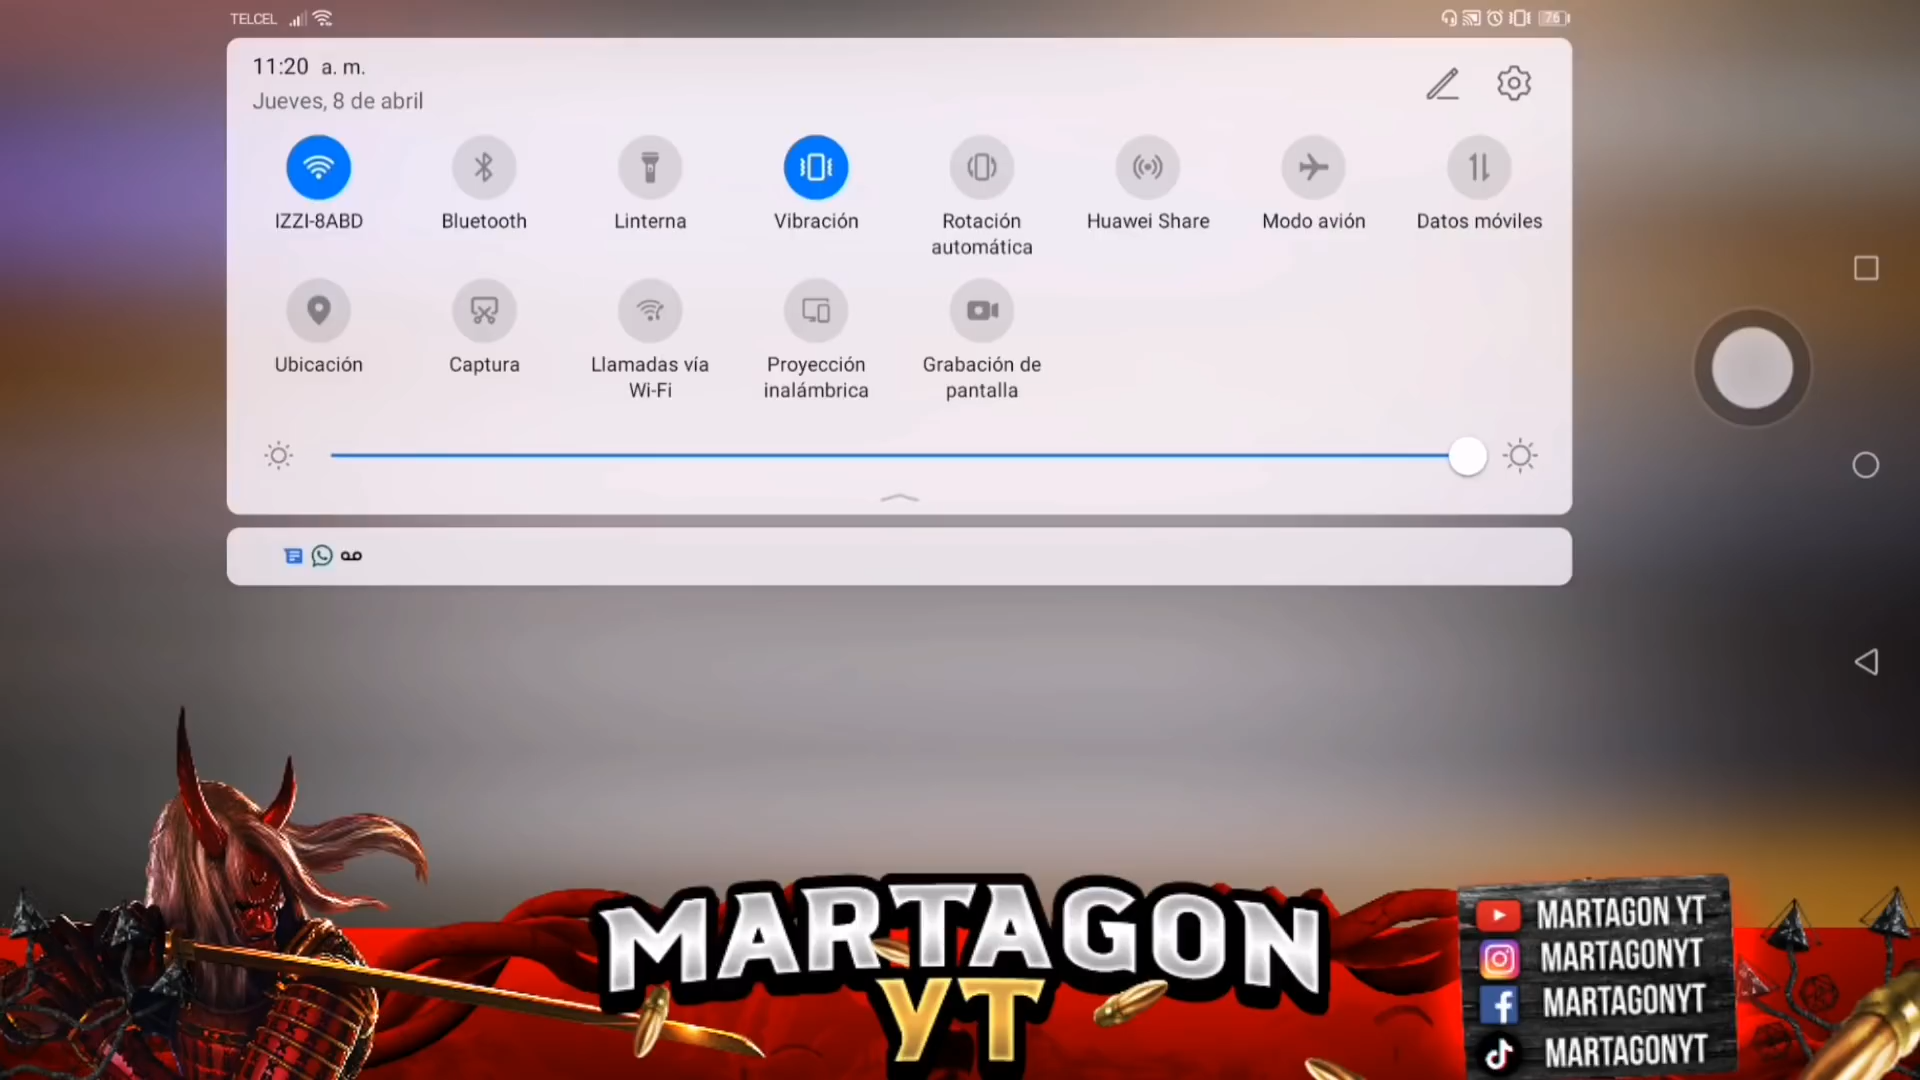 TELCEL
76
11:20 a. m.
Jueves, 8 de abril
IZZI-8ABD
Bluetooth
Linterna
Vibración
Rotación
automática
Huawei Share
Modo avión
Datos móviles
Ubicación
Captura
Llamadas vía
Wi-Fi
Proyección
inalámbrica
Grabación de
pantalla
MARTAGON
YT
MARTAGON YT
MARTAGONYT
MARTAGONYT
MARTAGONYT